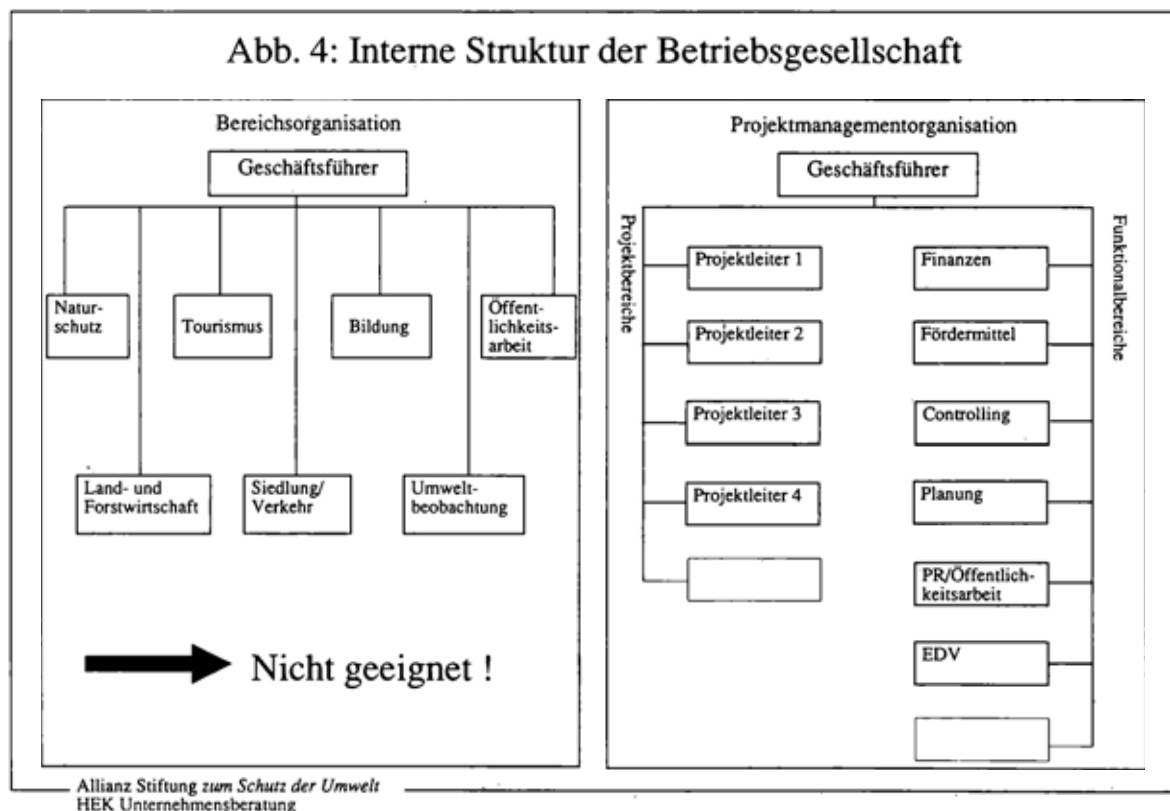 Abb. 4: Interne Struktur der Betriebsgesellschaft
Bereichsorganisation
Geschäftsführer
Natur-
schutz
Tourismus
Bildung
Öffent-
lichkeits-
arbeit
Land- und
Forstwirtschaft
Siedlung/
Verkehr
Umwelt-
beobachtung
Nicht geeignet !
Projektmanagementorganisation
Geschäftsführer
Projektbereiche
Projektleiter 1
Projektleiter 2
Projektleiter 3
Projektleiter 4
Finanzen
Fördermittel
Controlling
Planung
PR/Öffentlich-
keitsarbeit
EDV
Funktionalbereiche
Allianz Stiftung zum Schutz der Umwelt
HEK Unternehmensberatung